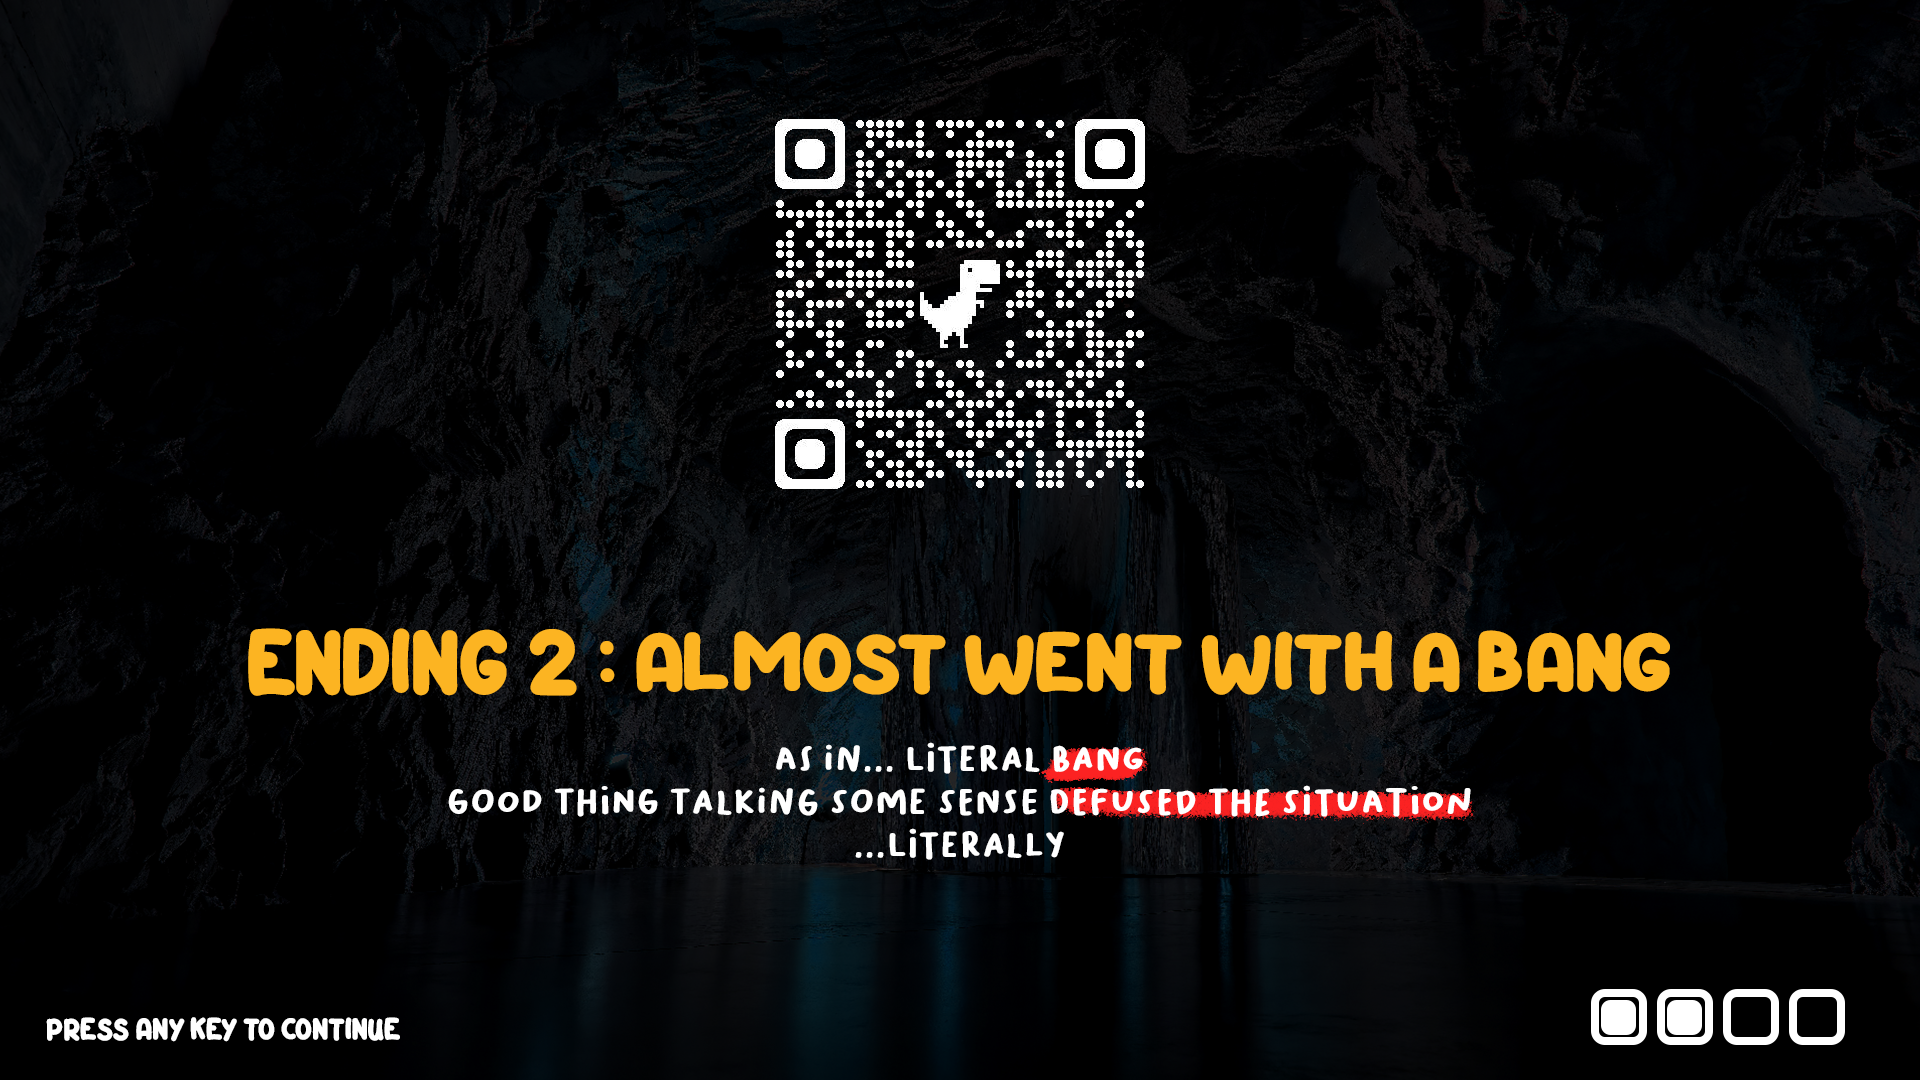 ENDING 2 : ALMOST WENT WITH A BANG
AS IN... LITERAL BANG
GOOD THING TALKING SOME SENSE DEFUSED THE SITUATION
...LITERALLY
PRESS ANY KEY TO CONTINUE